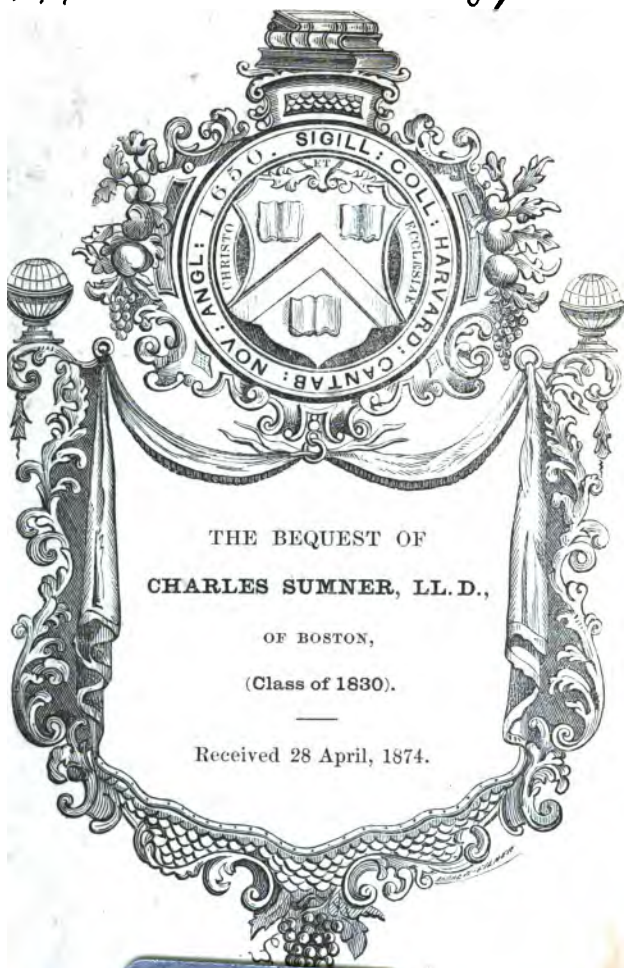 SIGILL: COLL: HARVARD: CANTAB: NOV: ANGL: 1650.
ET
CHRISTO
ECCLESIAE
THE BEQUEST OF
CHARLES SUMNER, LL.D.,
OF BOSTON,
(Class of 1830).
Received 28 April, 1874.